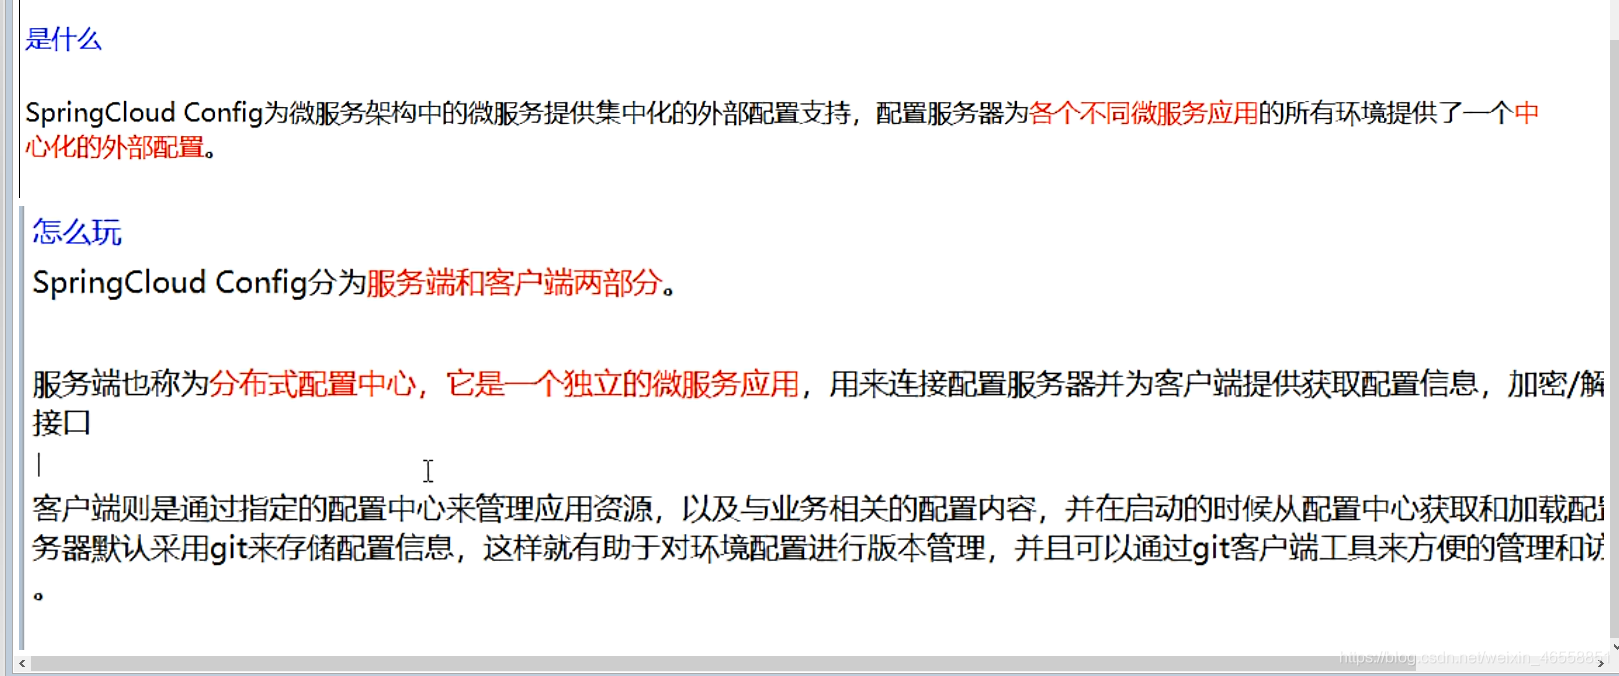 是什么
SpringCloud Config为微服务架构中的微服务提供集中化的外部配置支持，配置服务器为各个不同微服务应用的所有环境提供了一个中
心化的外部配置。
怎么玩
SpringCloud Config分为服务端和客户端两部分。
服务端也称为分布式配置中心，它是一个独立的微服务应用，用来连接配置服务器并为客户端提供获取配置信息，加密/解
接口
客户端则是通过指定的配置中心来管理应用资源，以及与业务相关的配置内容，并在启动的时候从配置中心获取和加载配置
务器默认采用git来存储配置信息，这样就有助于对环境配置进行版本管理，并且可以通过git客户端工具来方便的管理和访
。
https://blog.csdn.net/weixin_46558851